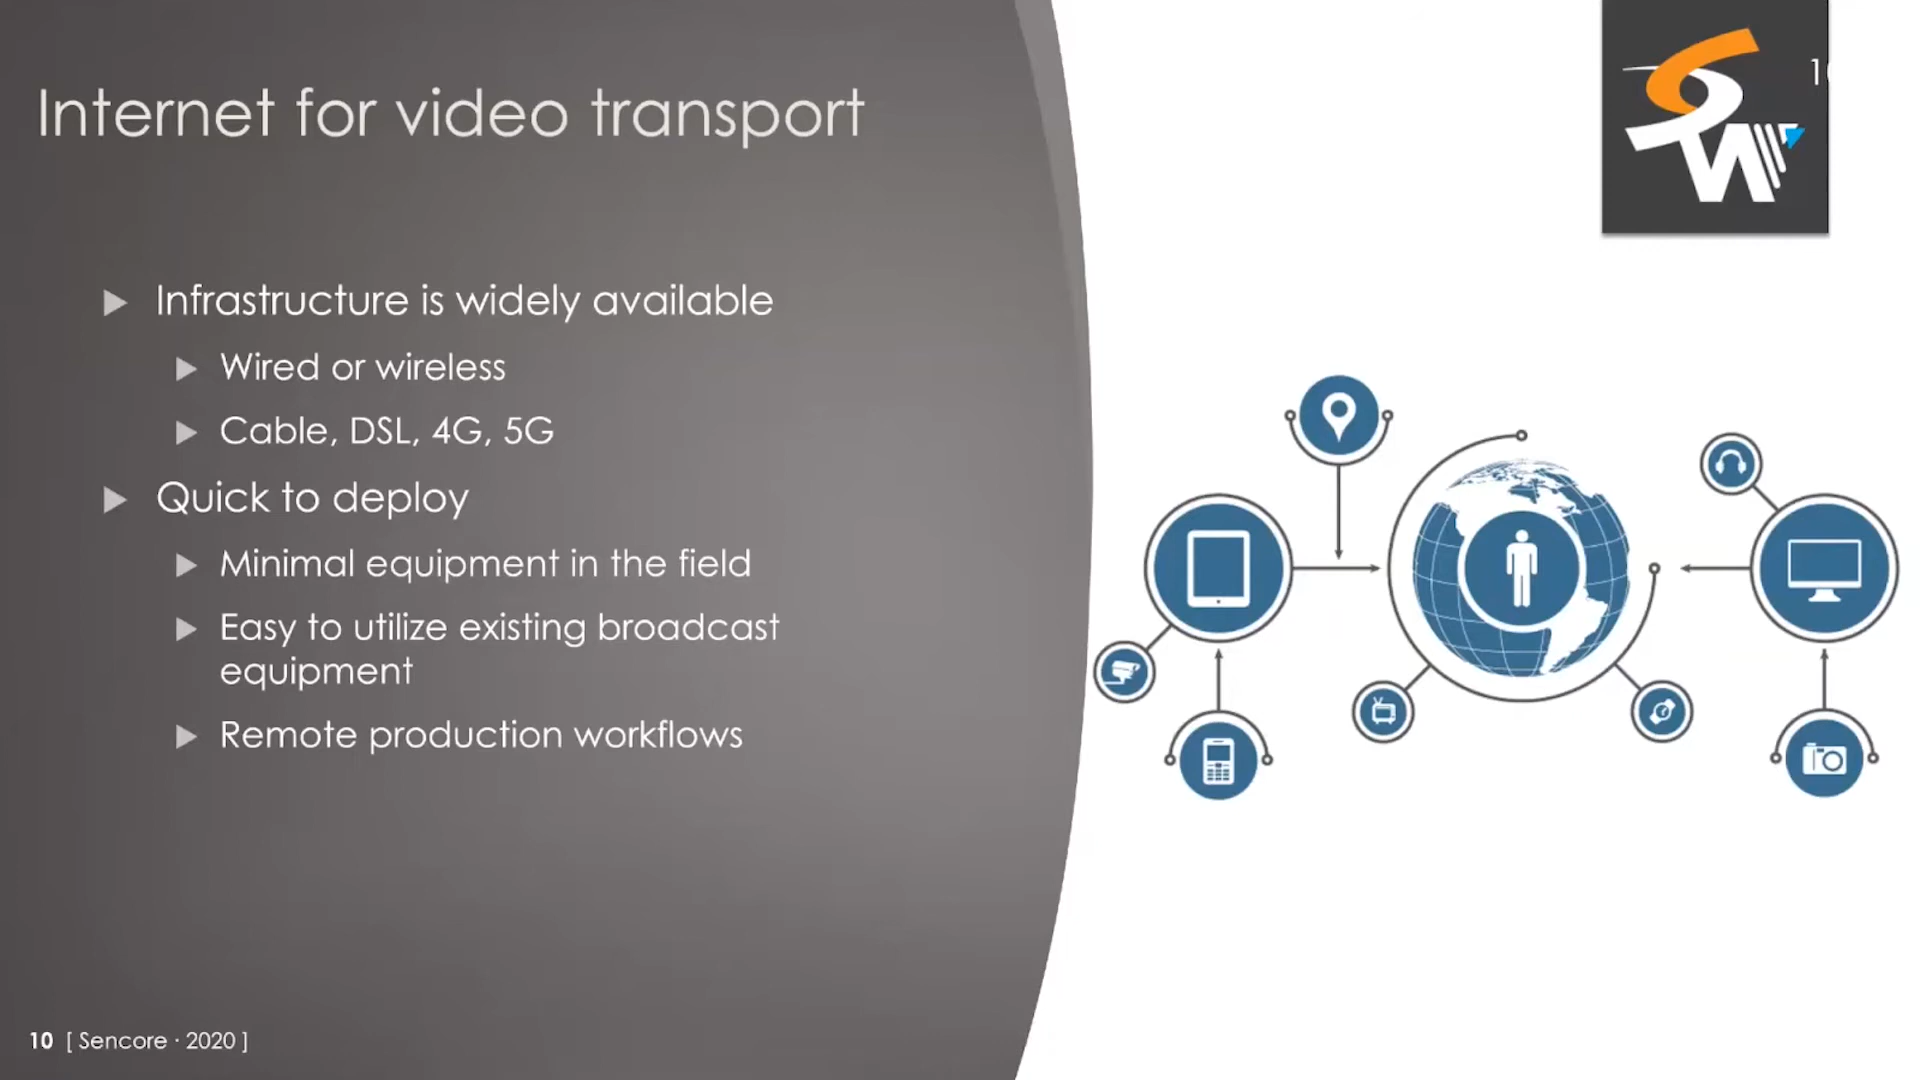 Internet for video transport
Infrastructure is widely available
Wired or wireless
Cable, DSL, 4G, 5G
Quick to deploy
Minimal equipment in the field
Easy to utilize existing broadcast
equipment
Remote production workflows
10 [ Sencore · 2020 ]